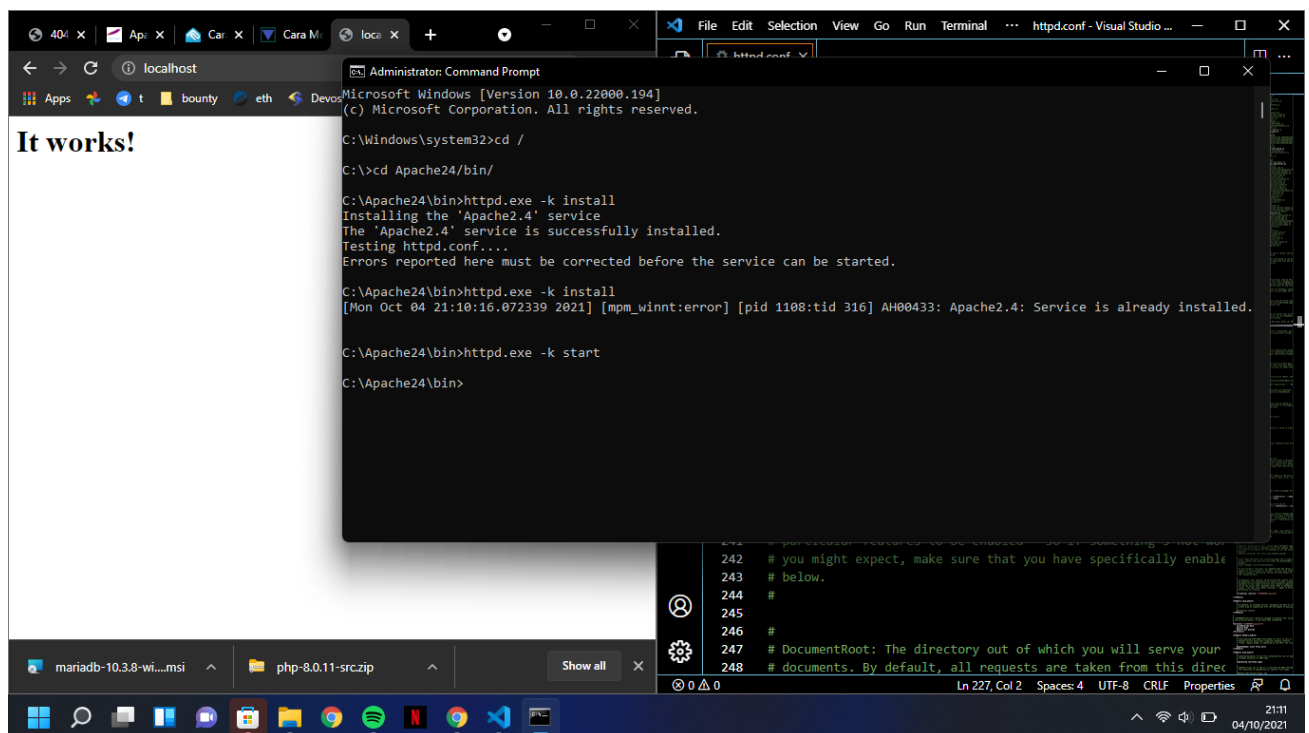 404
Apa
Car
Cara M
loca
localhost
Apps
t
bounty
eth
Devos
It works!
mariadb-10.3.8-wi....msi
php-8.0.11-src.zip
Show all
File Edit Selection View Go Run Terminal ··· httpd.conf - Visual Studio ...
httpd.conf
Administrator: Command Prompt
Microsoft Windows [Version 10.0.22000.194]
(c) Microsoft Corporation. All rights reserved.
C:\Windows\system32>cd /
C:\>cd Apache24/bin/
C:\Apache24\bin>httpd.exe -k install
Installing the 'Apache2.4' service
The 'Apache2.4' service is successfully installed.
Testing httpd.conf....
Errors reported here must be corrected before the service can be started.
C:\Apache24\bin>httpd.exe -k install
[Mon Oct 04 21:10:16.072339 2021] [mpm_winnt:error] [pid 1108:tid 316] AH00433: Apache2.4: Service is already installed.
C:\Apache24\bin>httpd.exe -k start
C:\Apache24\bin>
242 # you might expect, make sure that you have specifically enable
243 # below.
244 #
245
246 #
247 # DocumentRoot: The directory out of which you will serve your
248 # documents. By default, all requests are taken from this direc
0 0 Ln 227, Col 2 Spaces: 4 UTF-8 CRLF Properties
21:11
04/10/2021